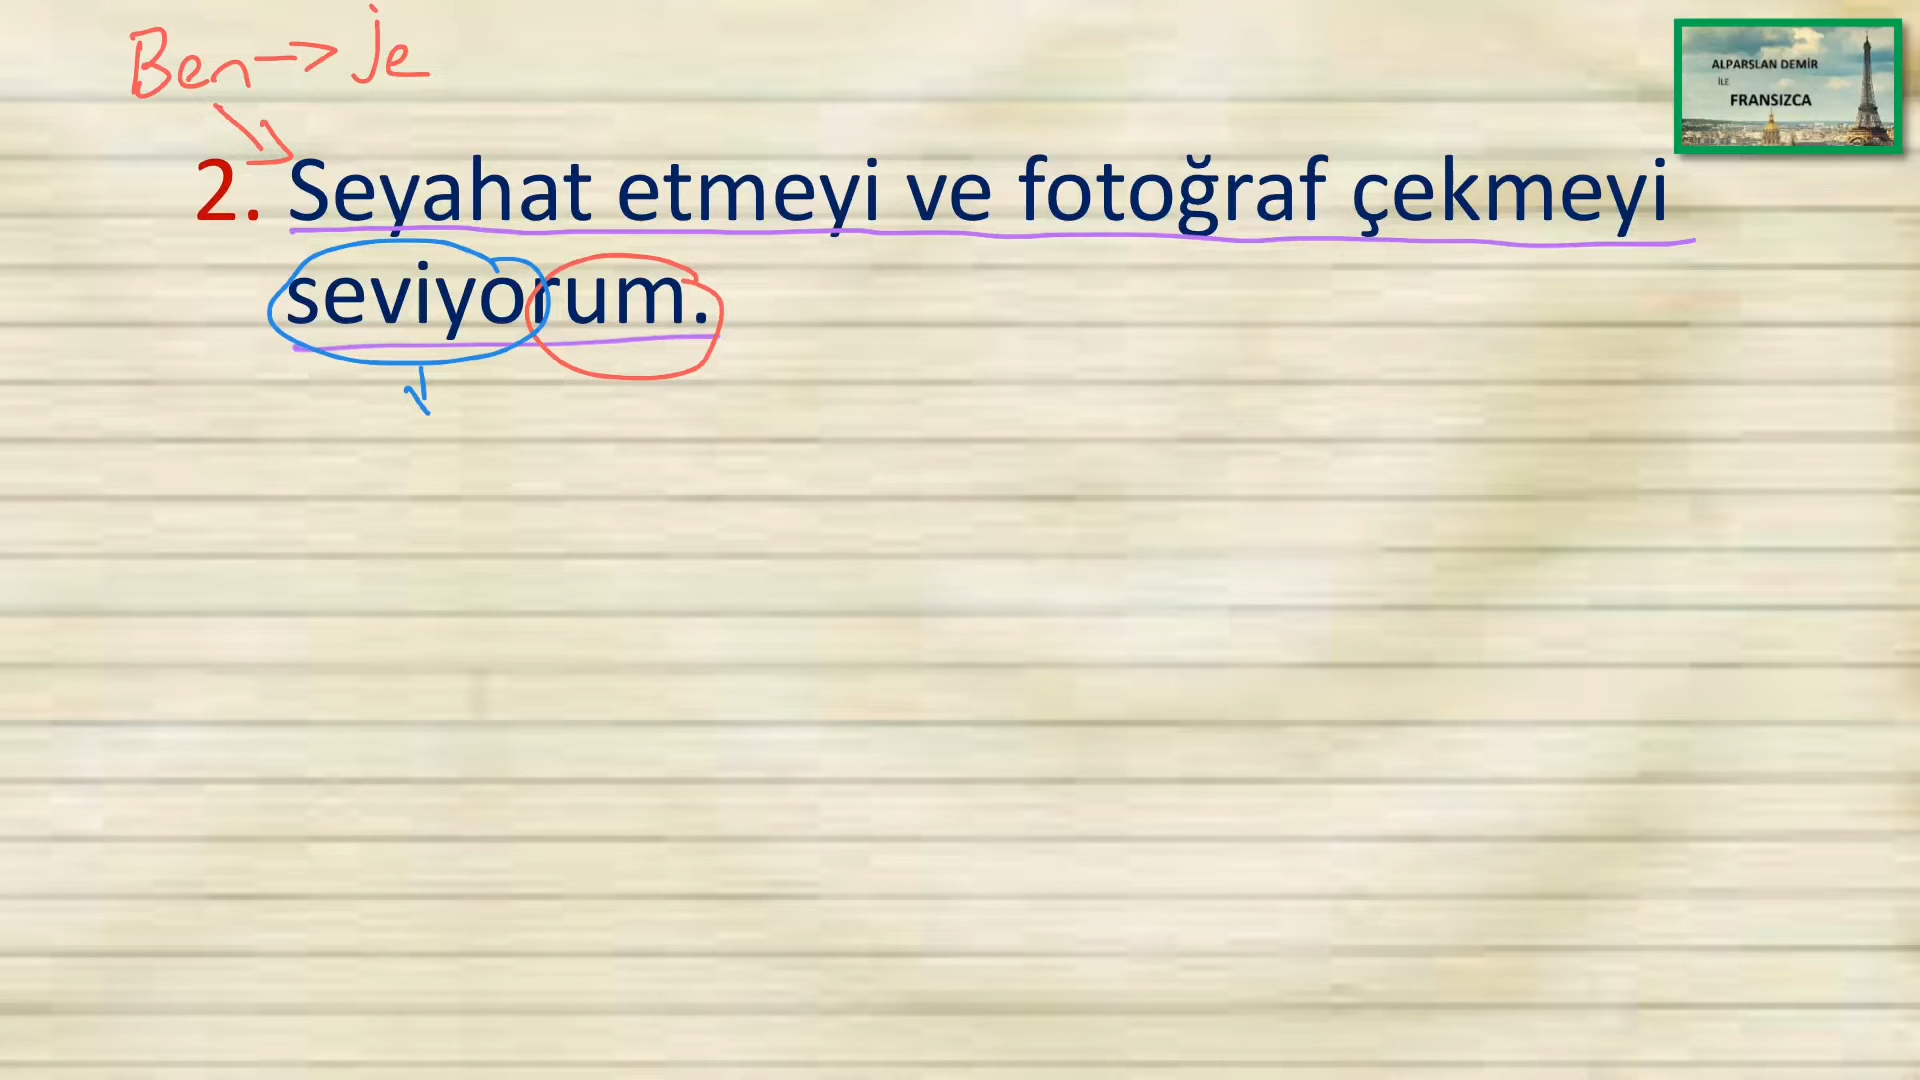 Ben -> je
ALPARSLAN DEMİR
İLE
FRANSIZCA
2. Seyahat etmeyi ve fotoğraf çekmeyi
seviyorum.